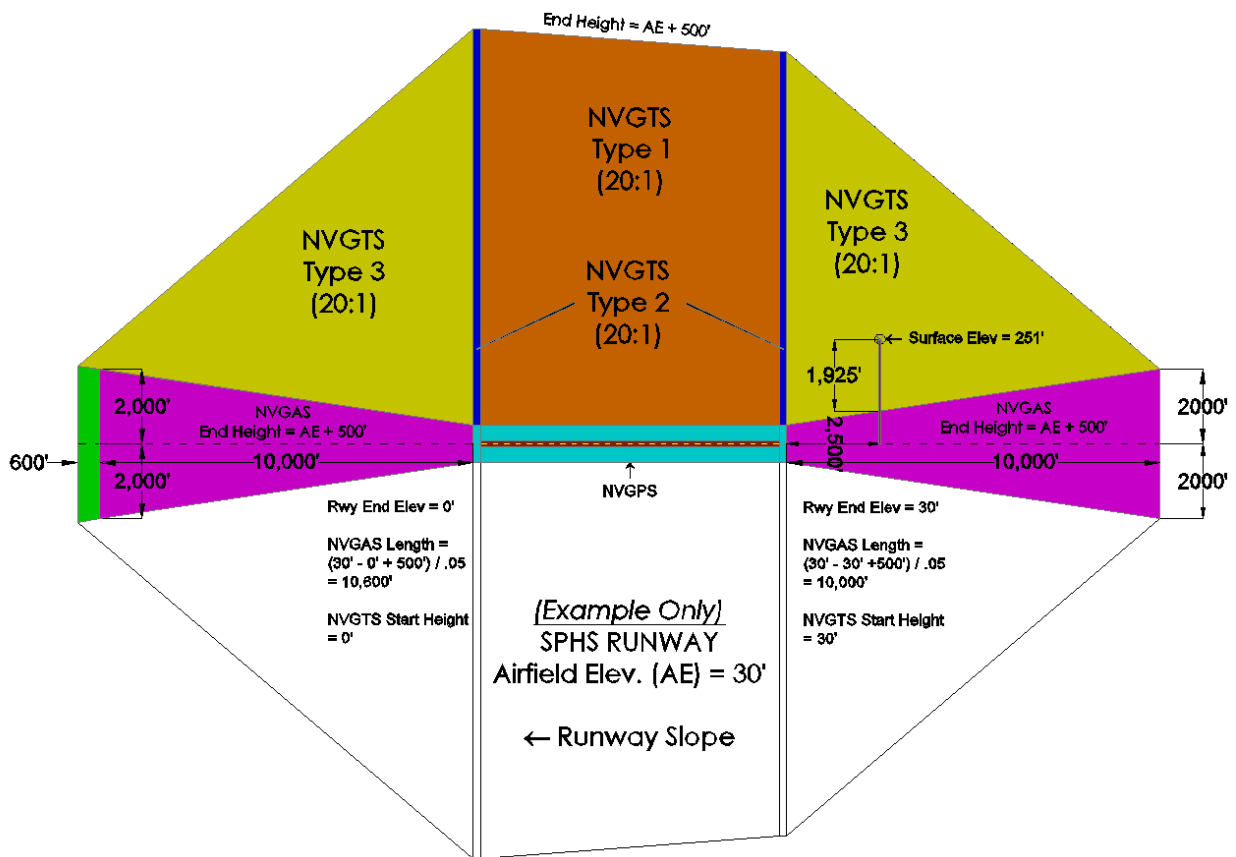 End Height = AE + 500'
NVGTS
Type 1
(20:1)
NVGTS
Type 3
(20:1)
NVGTS
Type 3
(20:1)
NVGTS
Type 2
(20:1)
← Surface Elev = 251'
1,925'
2,500'
2,000'
2,000'
NVGAS
End Height = AE + 500'
600'
10,000'
NVGAS
End Height = AE + 500'
10,000'
2000'
2000'
NVGPS
Rwy End Elev = 0'
NVGAS Length =
(30' - 0' + 500') / .05
= 10,600'
NVGTS Start Height
= 0'
Rwy End Elev = 30'
NVGAS Length =
(30' - 30' +500') / .05
= 10,000'
NVGTS Start Height
= 30'
(Example Only)
SPHS RUNWAY
Airfield Elev. (AE) = 30'
← Runway Slope